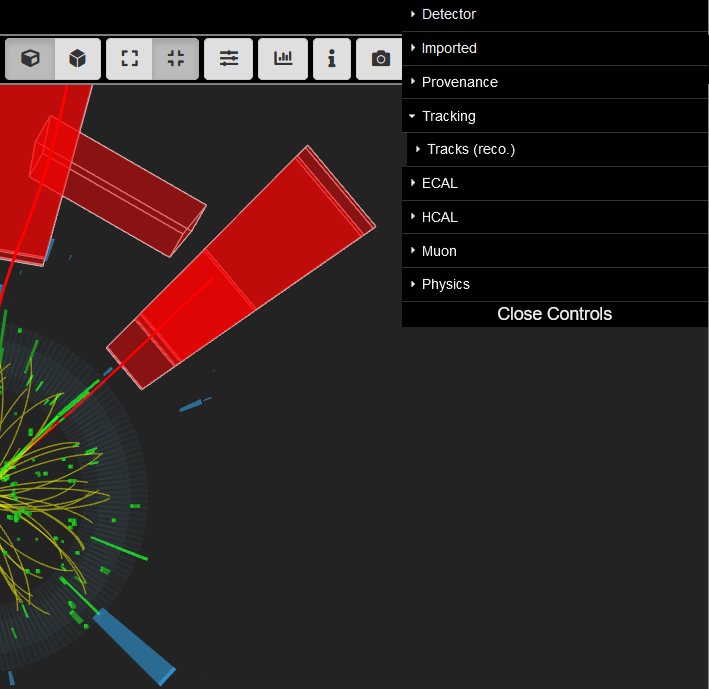 Detector
Imported
Provenance
Tracking
Tracks (reco.)
ECAL
HCAL
Muon
Physics
Close Controls